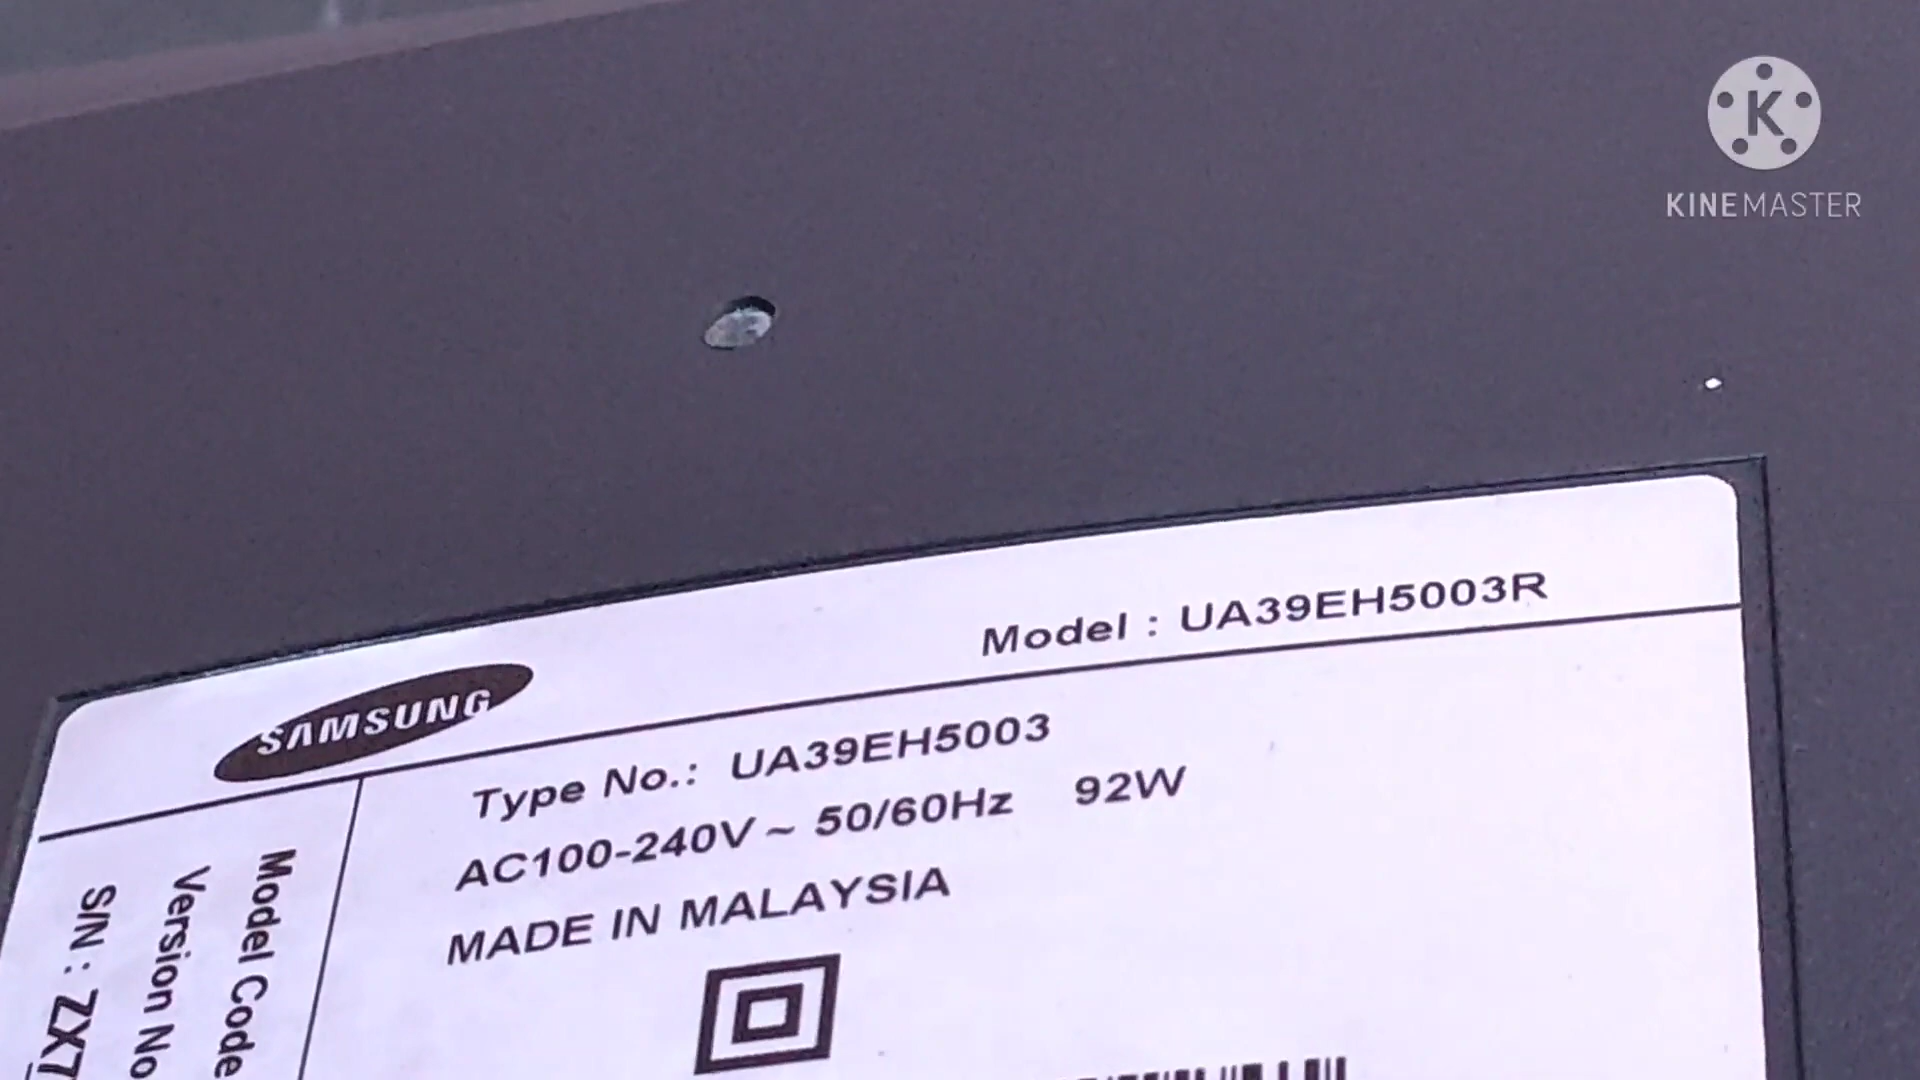 K
KINEMASTER
SAMSUNG
Model : UA39EH5003R
Type No.: UA39EH5003
AC100-240V ~ 50/60Hz 92W
MADE IN MALAYSIA
Model Code
Version No
S/N : ZX7